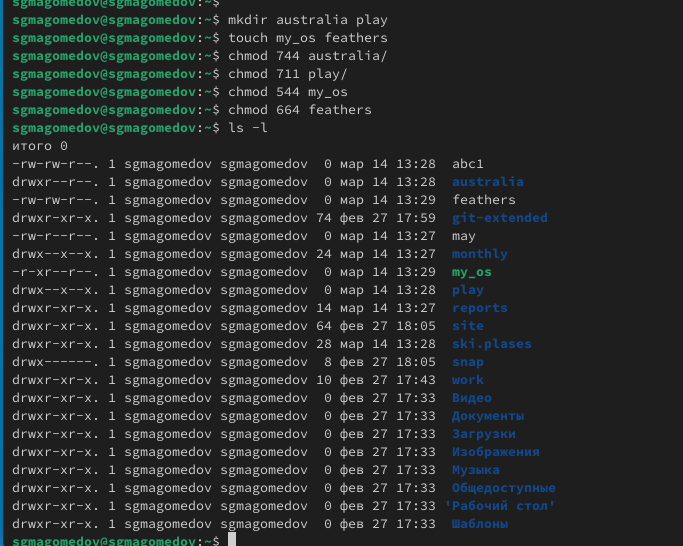 sgmagomedov@sgmagomedov:~$
sgmagomedov@sgmagomedov:~$ mkdir australia play
sgmagomedov@sgmagomedov:~$ touch my_os feathers
sgmagomedov@sgmagomedov:~$ chmod 744 australia/
sgmagomedov@sgmagomedov:~$ chmod 711 play/
sgmagomedov@sgmagomedov:~$ chmod 544 my_os
sgmagomedov@sgmagomedov:~$ chmod 664 feathers
sgmagomedov@sgmagomedov:~$ ls -l
итого 0
-rw-rw-r--. 1 sgmagomedov sgmagomedov  0 мар 14 13:28  abc1
drwxr--r--. 1 sgmagomedov sgmagomedov  0 мар 14 13:28  australia
-rw-rw-r--. 1 sgmagomedov sgmagomedov  0 мар 14 13:29  feathers
drwxr-xr-x. 1 sgmagomedov sgmagomedov 74 фев 27 17:59  git-extended
-rw-r--r--. 1 sgmagomedov sgmagomedov  0 мар 14 13:27  may
drwx--x--x. 1 sgmagomedov sgmagomedov 24 мар 14 13:27  monthly
-r-xr--r--. 1 sgmagomedov sgmagomedov  0 мар 14 13:29  my_os
drwx--x--x. 1 sgmagomedov sgmagomedov  0 мар 14 13:28  play
drwxr-xr-x. 1 sgmagomedov sgmagomedov 14 мар 14 13:27  reports
drwxr-xr-x. 1 sgmagomedov sgmagomedov 64 фев 27 18:05  site
drwxr-xr-x. 1 sgmagomedov sgmagomedov 28 мар 14 13:28  ski.plases
drwx------. 1 sgmagomedov sgmagomedov  8 фев 27 18:05  snap
drwxr-xr-x. 1 sgmagomedov sgmagomedov 10 фев 27 17:43  work
drwxr-xr-x. 1 sgmagomedov sgmagomedov  0 фев 27 17:33  Видео
drwxr-xr-x. 1 sgmagomedov sgmagomedov  0 фев 27 17:33  Документы
drwxr-xr-x. 1 sgmagomedov sgmagomedov  0 фев 27 17:33  Загрузки
drwxr-xr-x. 1 sgmagomedov sgmagomedov  0 фев 27 17:33  Изображения
drwxr-xr-x. 1 sgmagomedov sgmagomedov  0 фев 27 17:33  Музыка
drwxr-xr-x. 1 sgmagomedov sgmagomedov  0 фев 27 17:33  Общедоступные
drwxr-xr-x. 1 sgmagomedov sgmagomedov  0 фев 27 17:33 'Рабочий стол'
drwxr-xr-x. 1 sgmagomedov sgmagomedov  0 фев 27 17:33  Шаблоны
sgmagomedov@sgmagomedov:~$